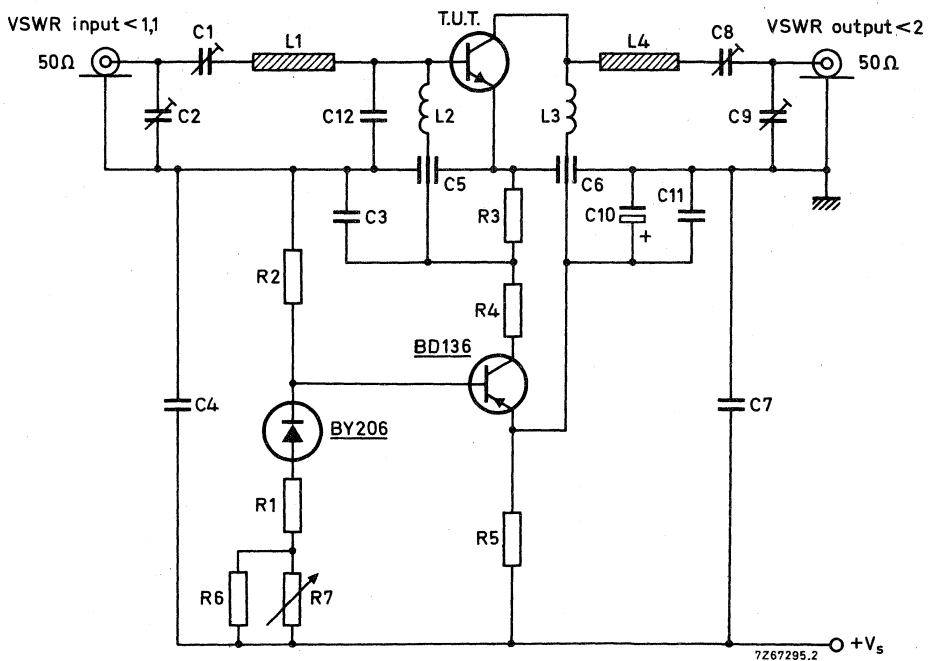 VSWR input<1,1
50Ω
C1
L1
T.U.T.
L4
C8
VSWR output<2
50Ω
C2
C12
L2
L3
C9
C5
C6
C3
R3
C10
+
C11
R2
R4
BD136
C4
BY206
C7
R1
R5
R6
R7
+Vs
7Z67295.2